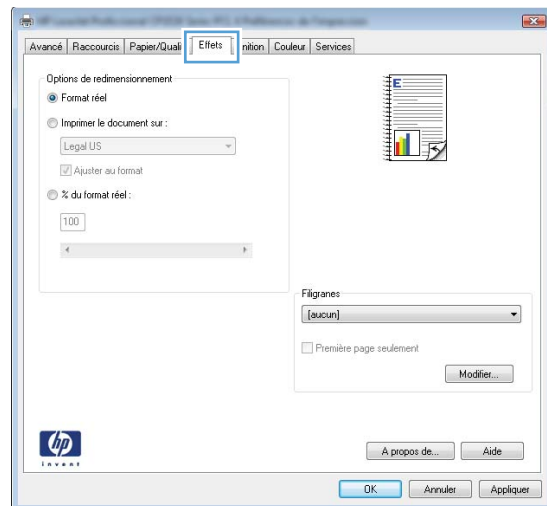 Avancé Raccourcis Papier/Quali Effets nition Couleur Services
Options de redimensionnement
Format réel
Imprimer le document sur :
Legal US
Ajuster au format
% du format réel :
100
E
Filigranes
[aucun]
Première page seulement
Modifier...
hp
invent
A propos de... Aide
OK Annuler Appliquer